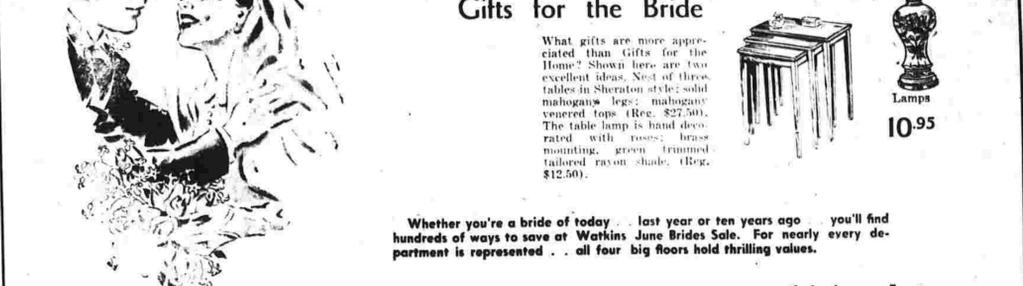 Gifts for the Bride
What gifts are more appre-
ciated than Gifts for the
Home? Shown here are two
excellent ideas. Nest of three
tables in Sheraton style; solid
mahogany legs; mahogany
venered tops (Reg. $27.50).
The table lamp is hand deco-
rated with roses; brass
mounting, green trimmed
tailored rayon shade. (Reg.
$12.50).
Lamps
10.95
Whether you're a bride of today . . last year or ten years ago . . you'll find
hundreds of ways to save at Watkins June Brides Sale. For nearly every de-
partment is represented . . all four big floors hold thrilling values.